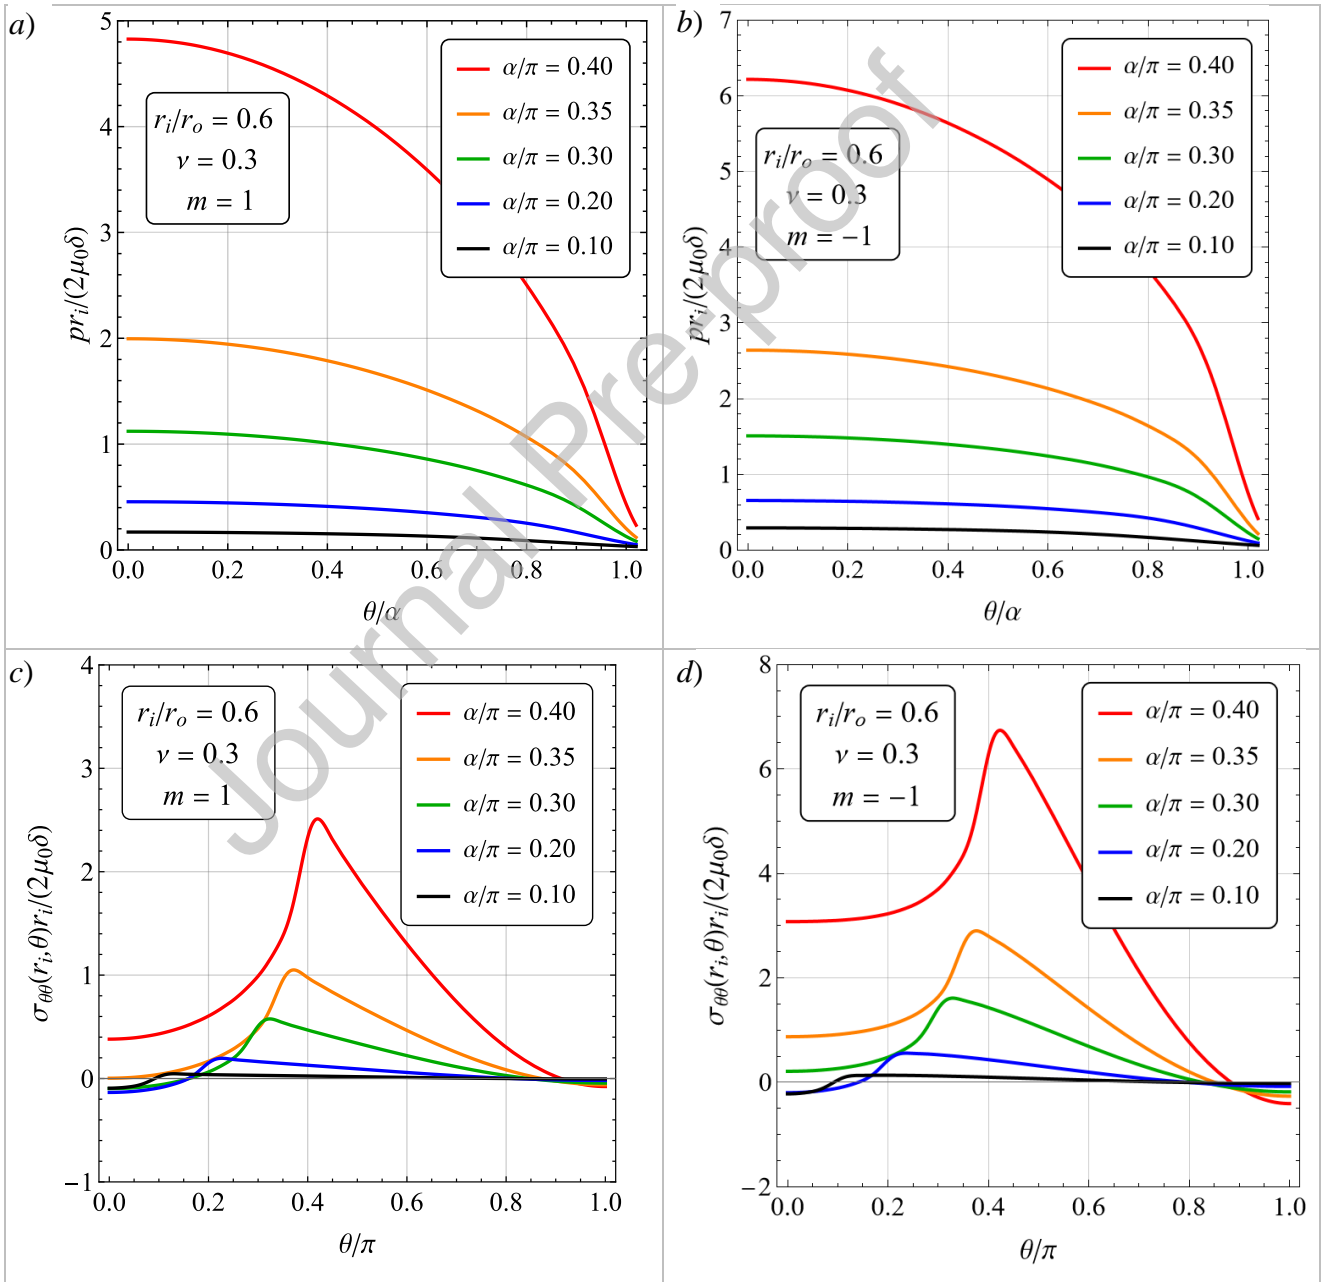 a)
5
4
3
2
1
0
pr_i/(2μ₀δ)
r_i/r_o = 0.6
ν = 0.3
m = 1
α/π = 0.40
α/π = 0.35
α/π = 0.30
α/π = 0.20
α/π = 0.10
0.0 0.2 0.4 0.6 0.8 1.0
θ/α
b)
7
6
5
4
3
2
1
0
pr_i/(2μ₀δ)
r_i/r_o = 0.6
ν = 0.3
m = −1
α/π = 0.40
α/π = 0.35
α/π = 0.30
α/π = 0.20
α/π = 0.10
0.0 0.2 0.4 0.6 0.8 1.0
θ/α
c)
4
3
2
1
0
−1
σ_θθ(r_i,θ)r_i/(2μ₀δ)
r_i/r_o = 0.6
ν = 0.3
m = 1
α/π = 0.40
α/π = 0.35
α/π = 0.30
α/π = 0.20
α/π = 0.10
0.0 0.2 0.4 0.6 0.8 1.0
θ/π
d)
8
6
4
2
0
−2
σ_θθ(r_i,θ)r_i/(2μ₀δ)
r_i/r_o = 0.6
ν = 0.3
m = −1
α/π = 0.40
α/π = 0.35
α/π = 0.30
α/π = 0.20
α/π = 0.10
0.0 0.2 0.4 0.6 0.8 1.0
θ/π
Journal Pre-proof